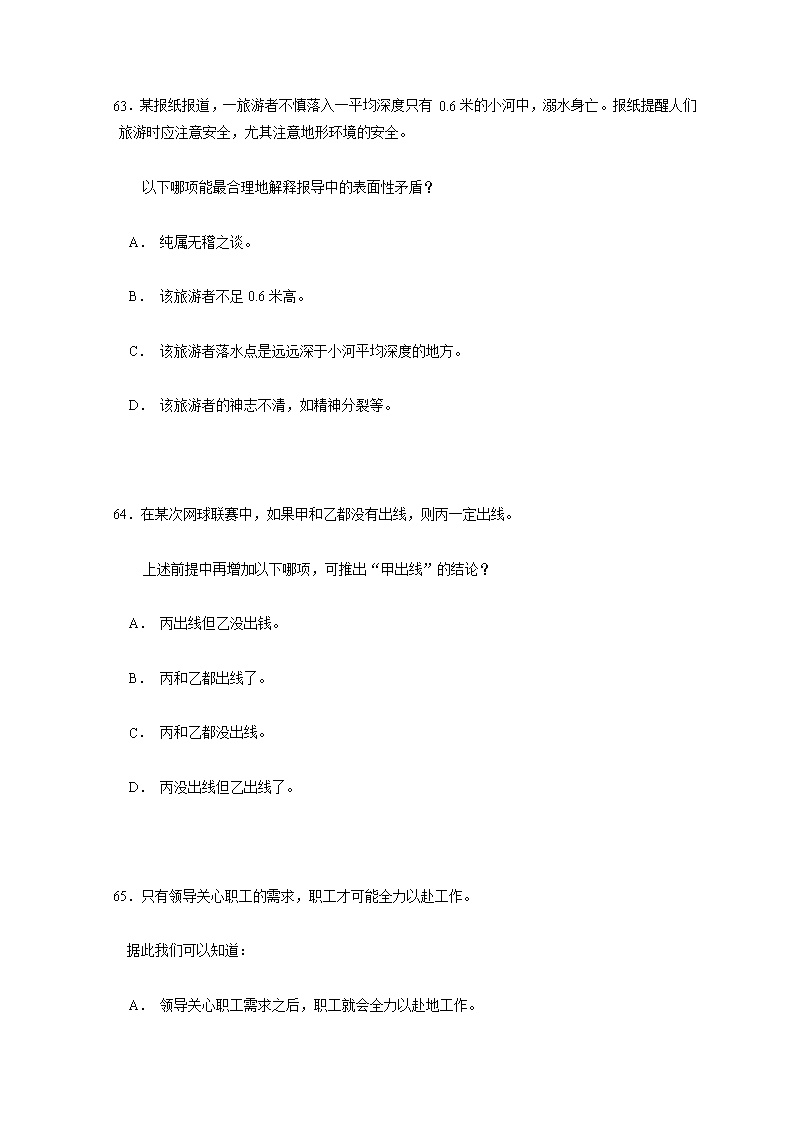 63．某报纸报道，一旅游者不慎落入一平均深度只有 0.6 米的小河中，溺水身亡。报纸提醒人们
旅游时应注意安全，尤其注意地形环境的安全。
以下哪项能最合理地解释报导中的表面性矛盾？
A． 纯属无稽之谈。
B． 该旅游者不足 0.6 米高。
C． 该旅游者落水点是远远深于小河平均深度的地方。
D． 该旅游者的神志不清，如精神分裂等。
64．在某次网球联赛中，如果甲和乙都没有出线，则丙一定出线。
上述前提中再增加以下哪项，可推出“甲出线”的结论？
A． 丙出线但乙没出钱。
B． 丙和乙都出线了。
C． 丙和乙都没出线。
D． 丙没出线但乙出线了。
65．只有领导关心职工的需求，职工才可能全力以赴工作。
据此我们可以知道：
A． 领导关心职工需求之后，职工就会全力以赴地工作。